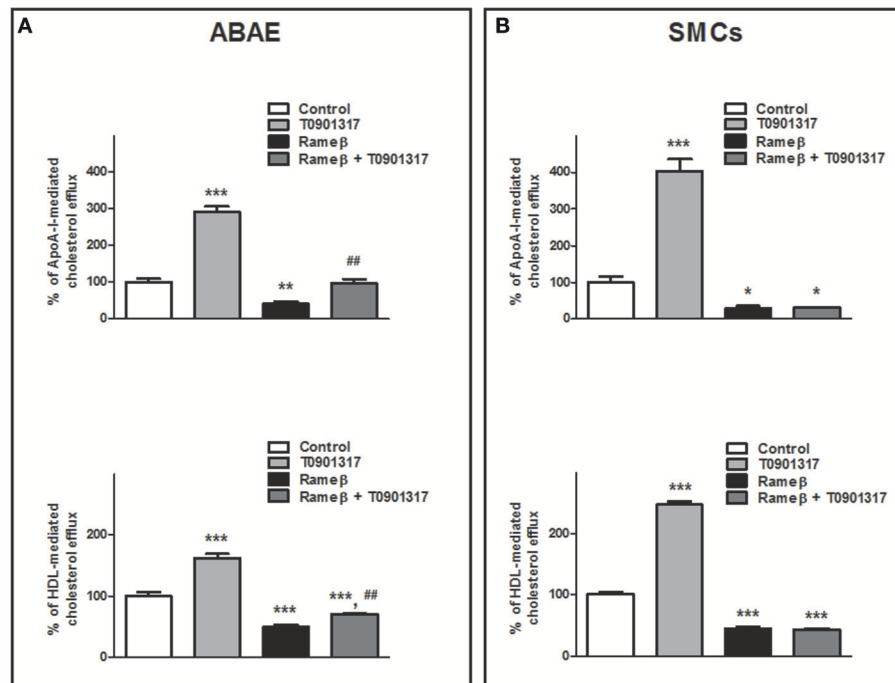 A
ABAE
Control
T0901317
Rameβ
Rameβ + T0901317
% of ApoA-I-mediated
cholesterol efflux
400
300
200
100
0
***
**
##
Control
T0901317
Rameβ
Rameβ + T0901317
% of HDL-mediated
cholesterol efflux
200
100
0
***
***
***, ##
B
SMCs
Control
T0901317
Rameβ
Rameβ + T0901317
% of ApoA-I-mediated
cholesterol efflux
400
300
200
100
0
***
*
*
Control
T0901317
Rameβ
Rameβ + T0901317
% of HDL-mediated
cholesterol efflux
200
100
0
***
***
***